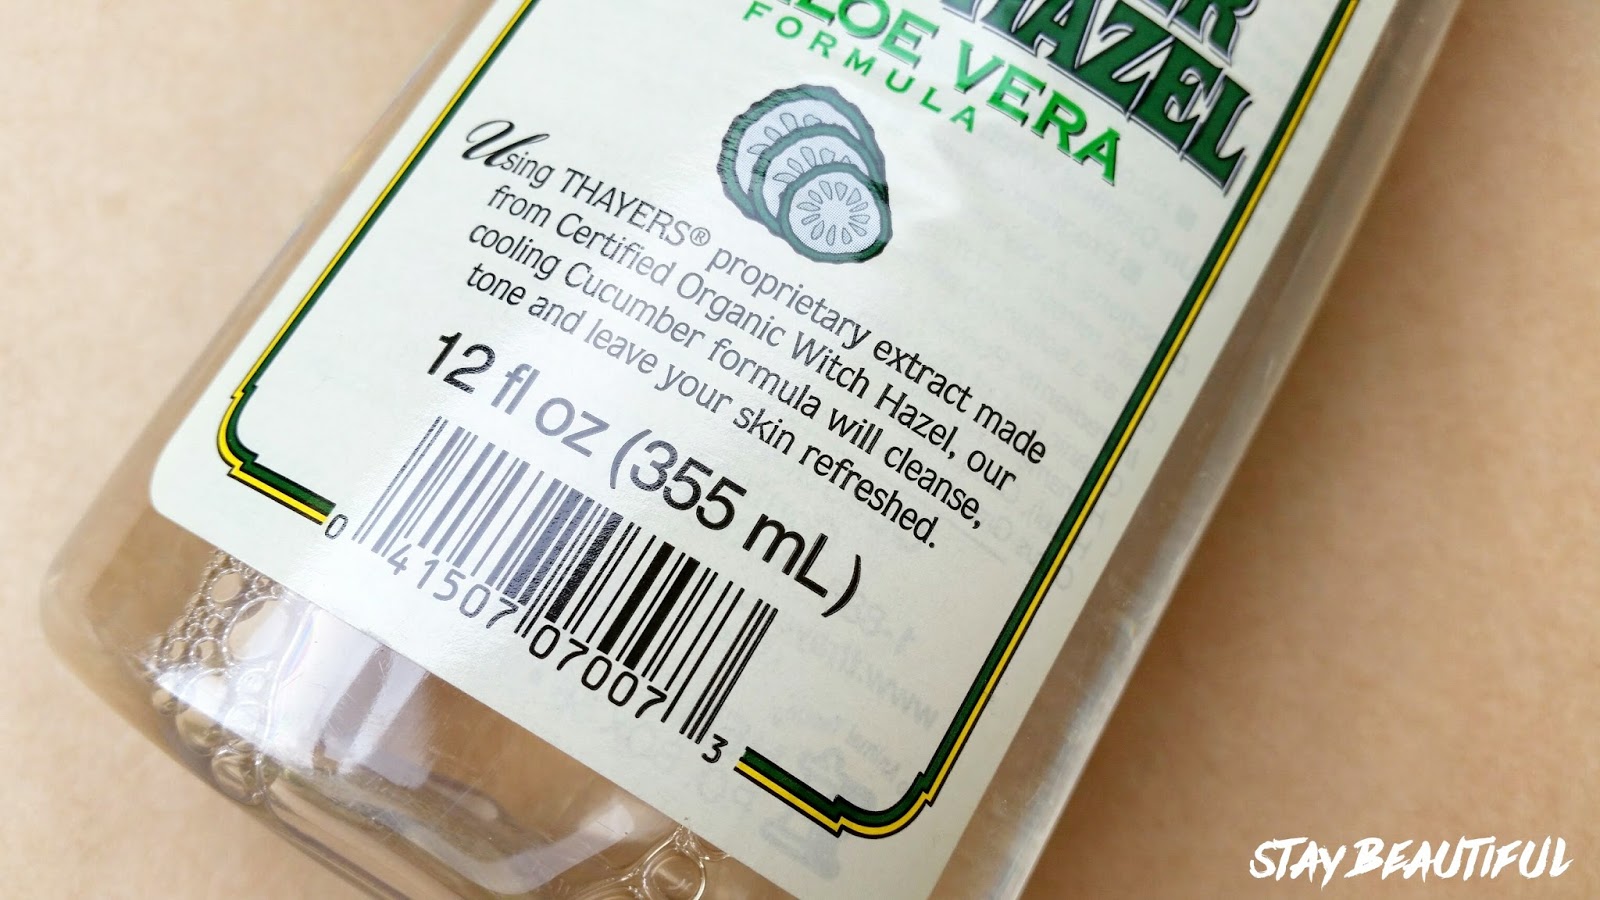 HAZEL
ALOE VERA
FORMULA
Using THAYERS® proprietary extract made
from Certified Organic Witch Hazel, our
cooling Cucumber formula will cleanse,
tone and leave your skin refreshed.
12 fl oz (355 mL)
0 41507 07007 3
STAY BEAUTIFUL